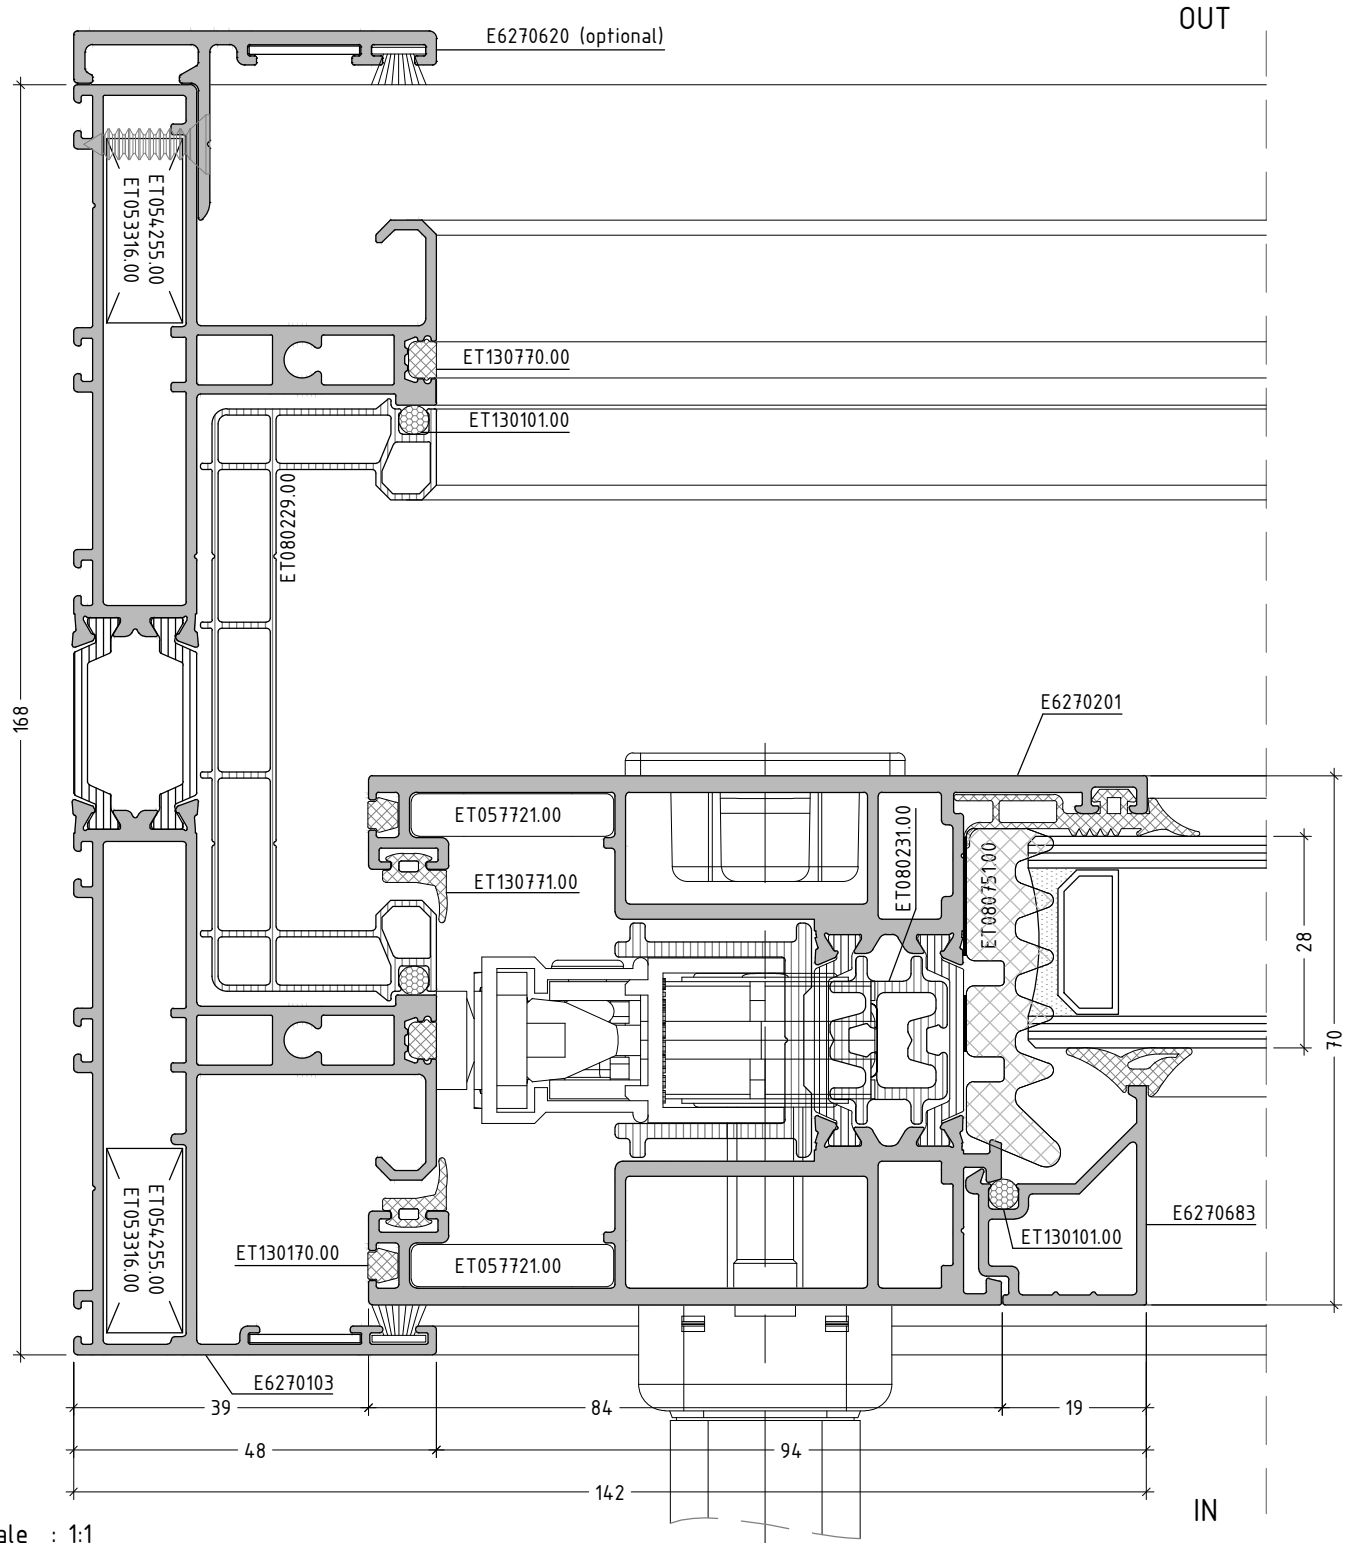 OUT
E6270620 (optional)
ET054255.00
ET053316.00
ET130770.00
ET130101.00
ET080229.00
168
E6270201
ET057721.00
ET080231.00
ET080751.00
ET130771.00
28
70
ET054255.00
ET053316.00
ET130170.00
ET057721.00
E6270683
ET130101.00
E6270103
39
84
19
48
94
142
IN
ale : 1:1